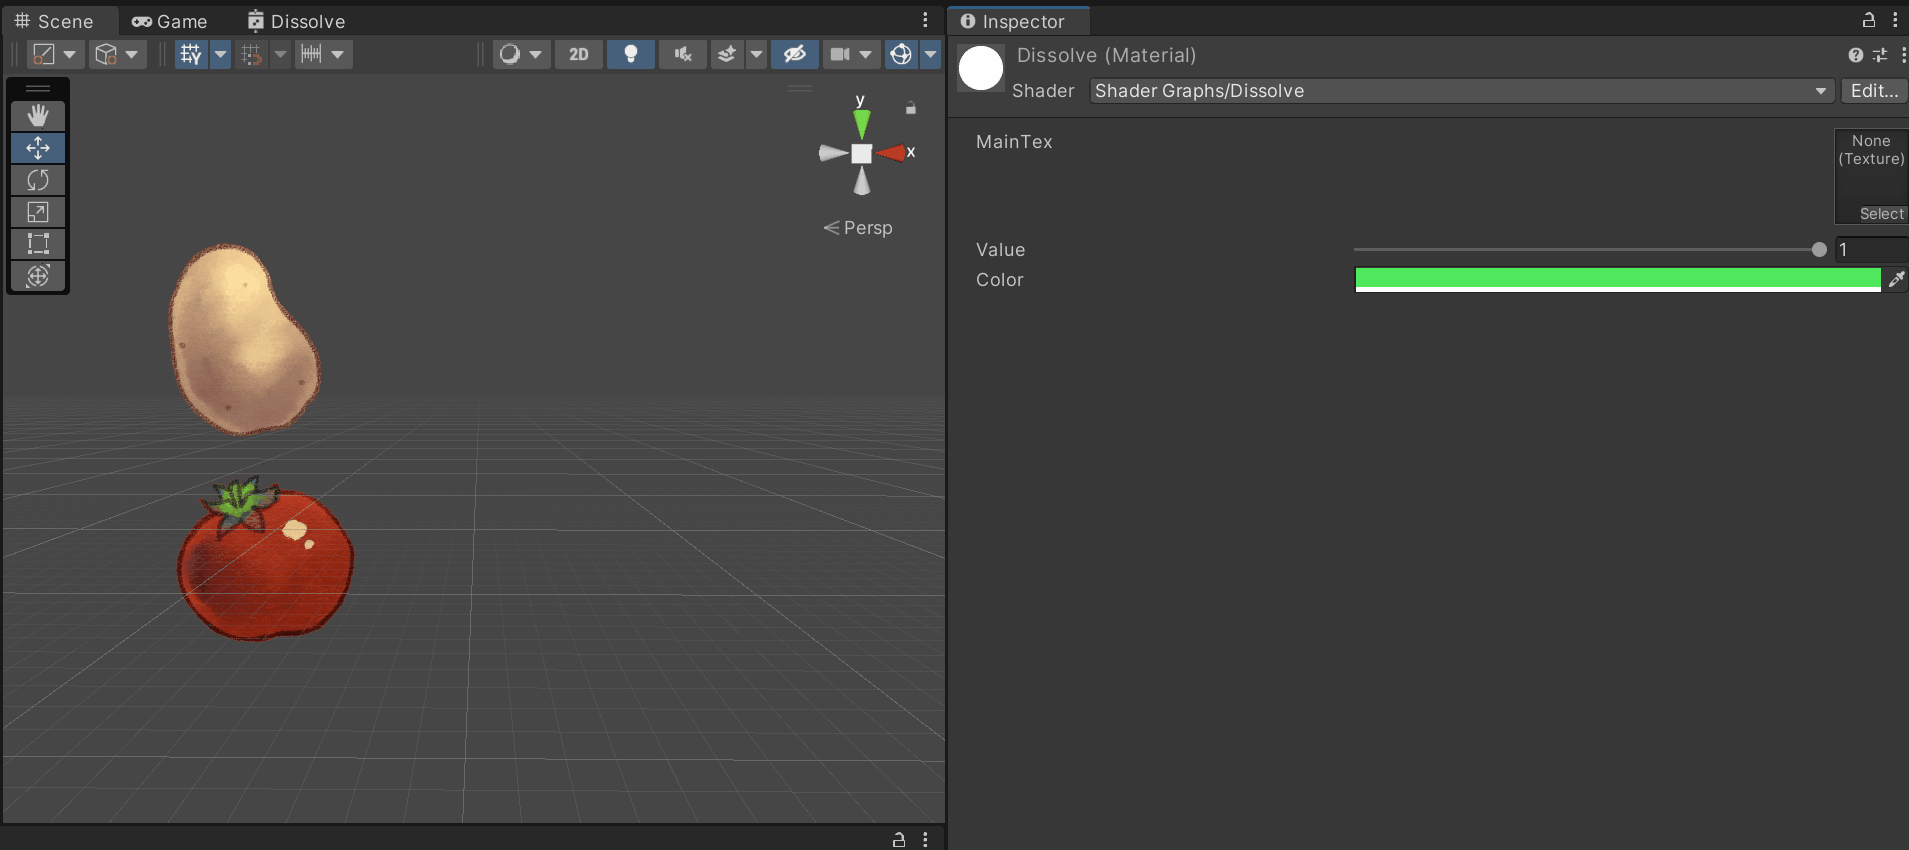 Scene
Game
Dissolve
2D
y
x
Persp
Inspector
Dissolve (Material)
Shader
Shader Graphs/Dissolve
Edit...
MainTex
None
(Texture)
Select
Value
1
Color